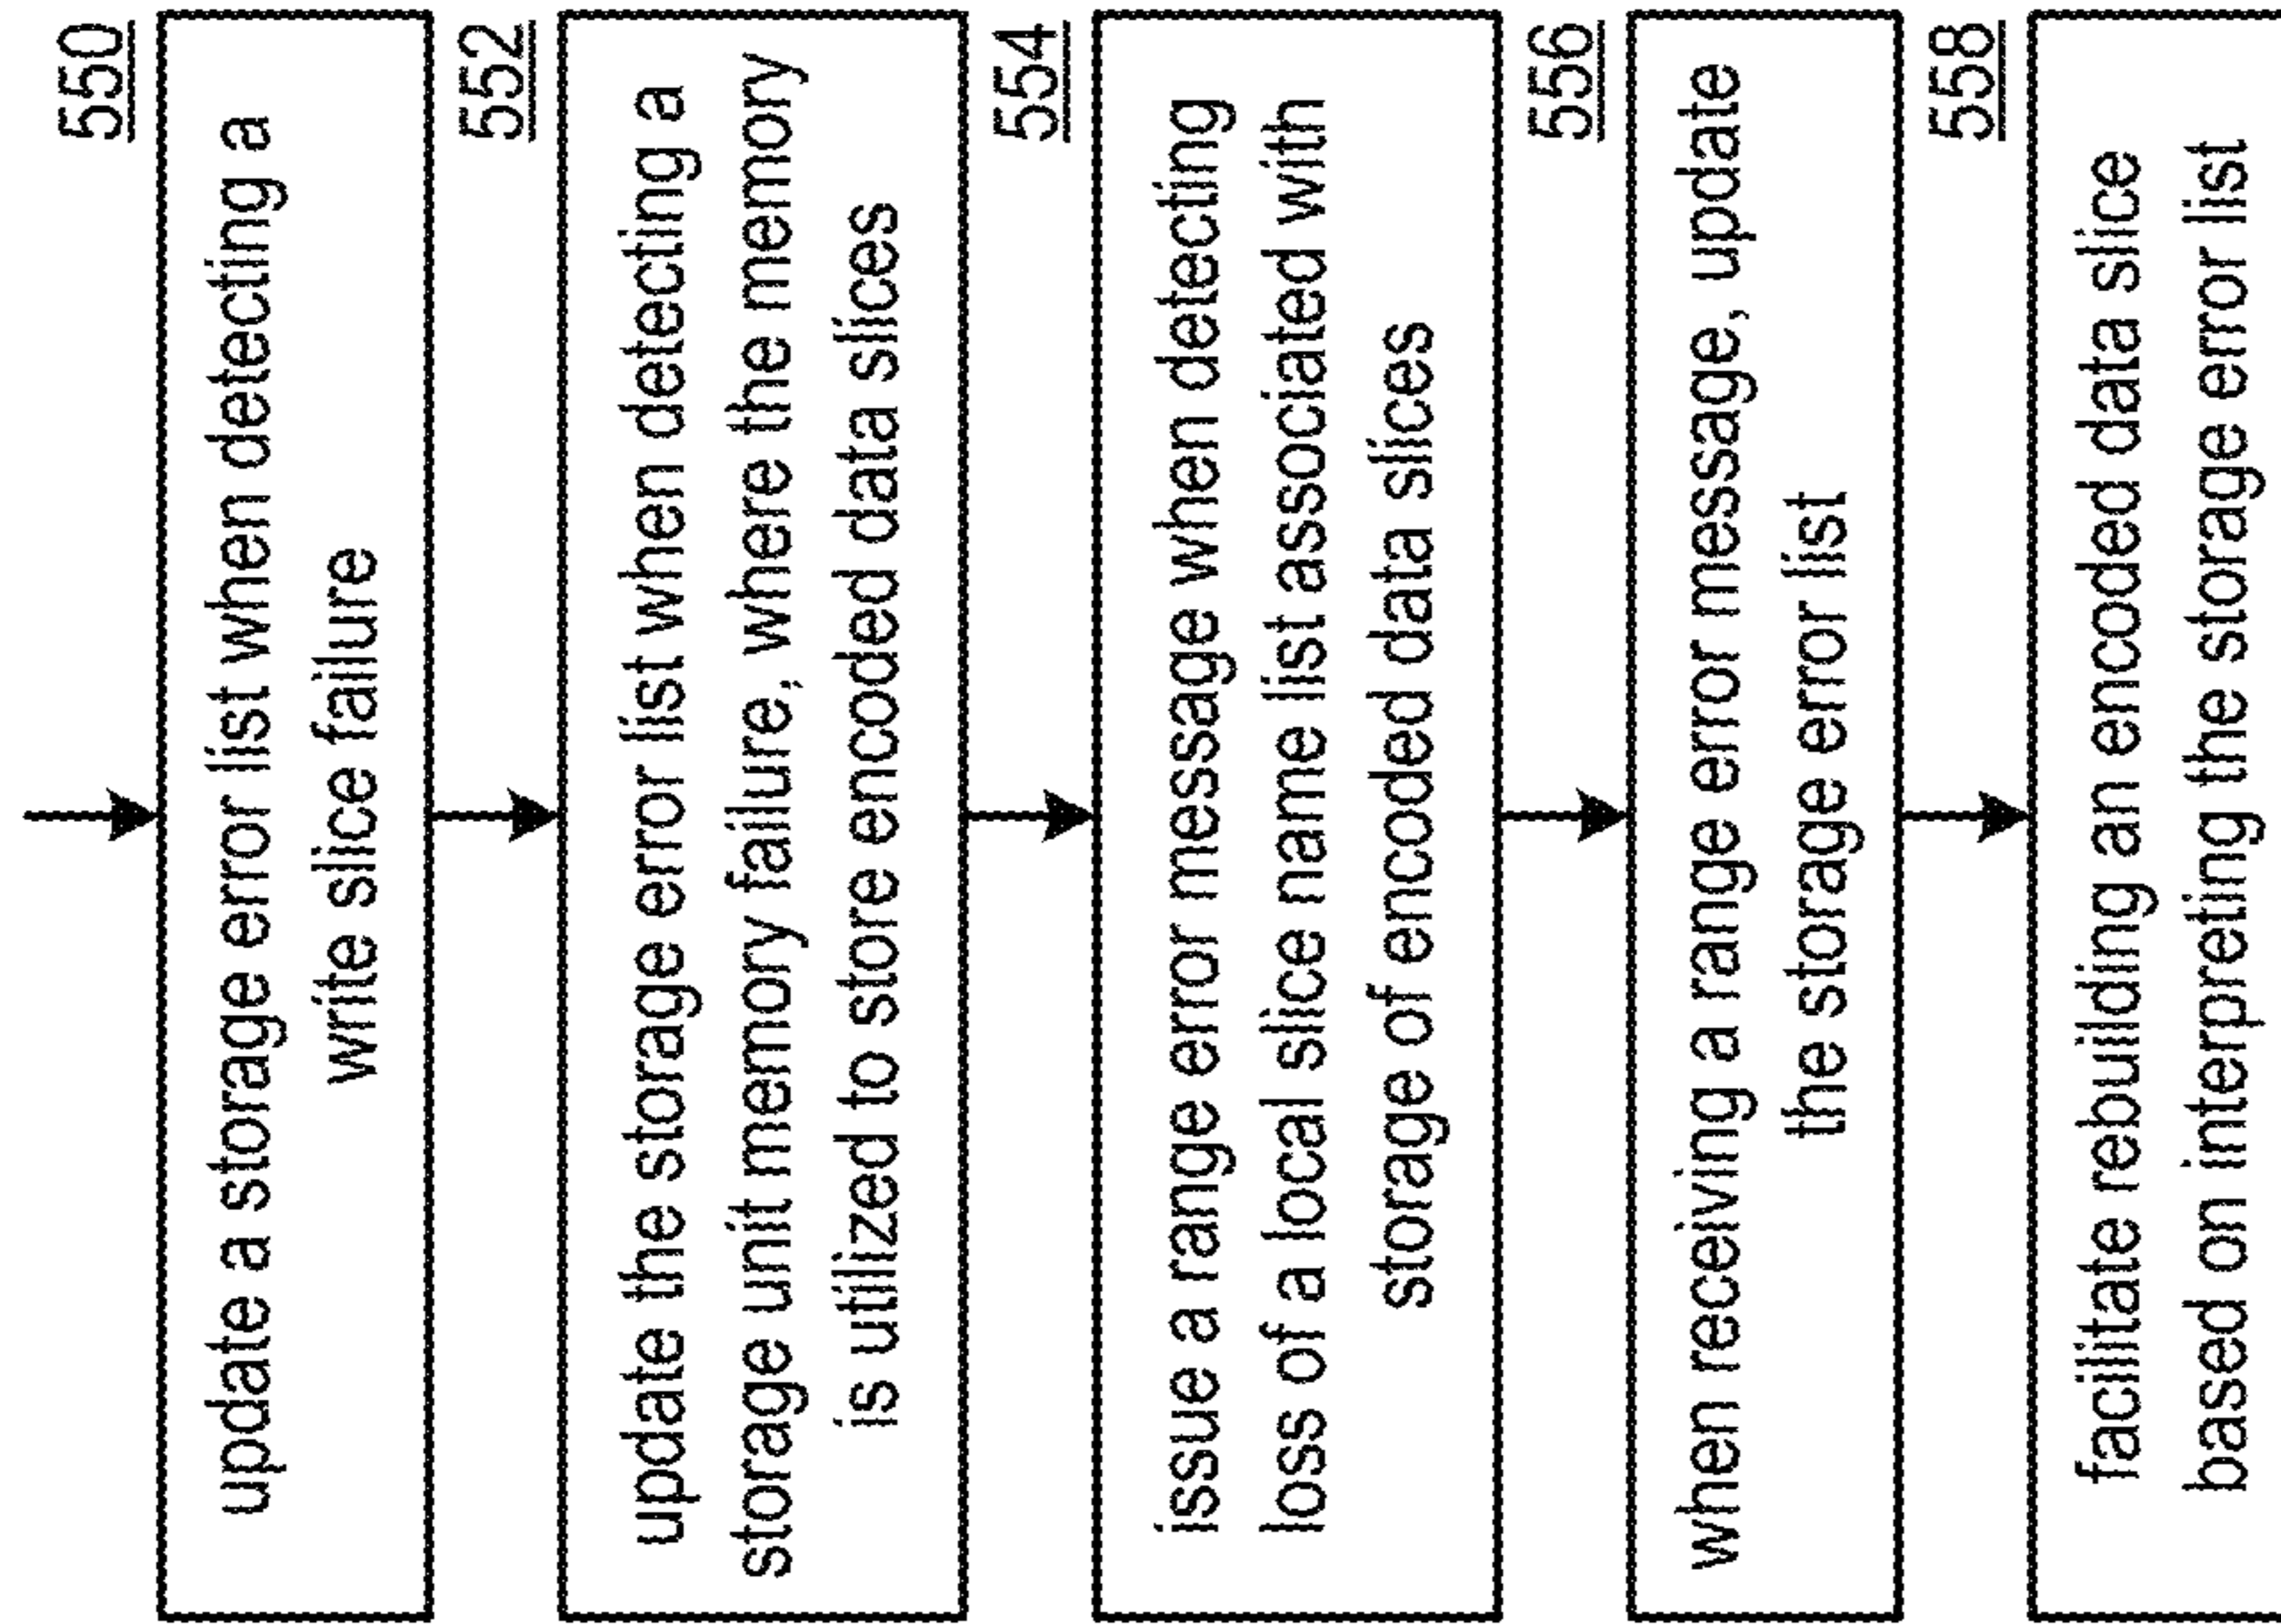 550
update a storage error list when detecting a
write slice failure
552
update the storage error list when detecting a
storage unit memory failure, where the memory
is utilized to store encoded data slices
554
issue a range error message when detecting
loss of a local slice name list associated with
storage of encoded data slices
556
when receiving a range error message, update
the storage error list
558
facilitate rebuilding an encoded data slice
based on interpreting the storage error list